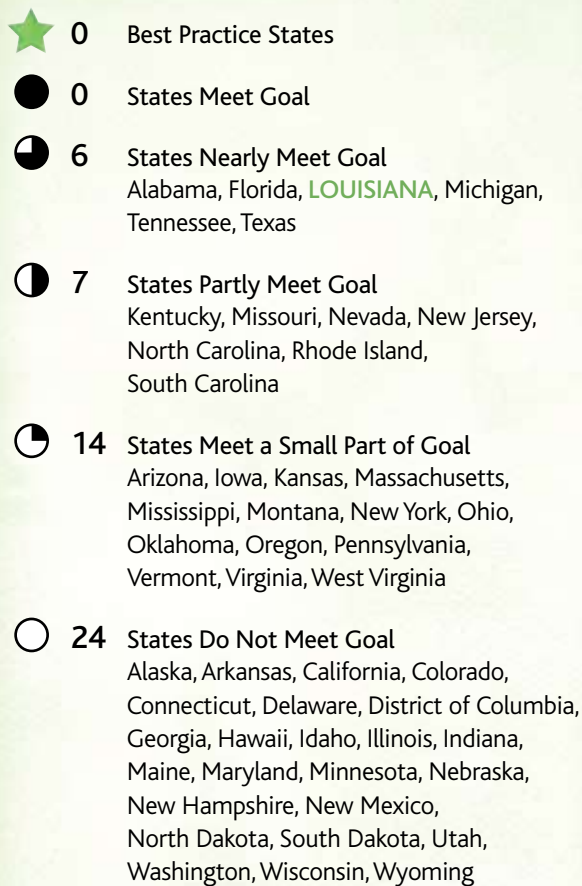 0 Best Practice States
0 States Meet Goal
6 States Nearly Meet Goal
Alabama, Florida, LOUISIANA, Michigan,
Tennessee, Texas
7 States Partly Meet Goal
Kentucky, Missouri, Nevada, New Jersey,
North Carolina, Rhode Island,
South Carolina
14 States Meet a Small Part of Goal
Arizona, Iowa, Kansas, Massachusetts,
Mississippi, Montana, New York, Ohio,
Oklahoma, Oregon, Pennsylvania,
Vermont, Virginia, West Virginia
24 States Do Not Meet Goal
Alaska, Arkansas, California, Colorado,
Connecticut, Delaware, District of Columbia,
Georgia, Hawaii, Idaho, Illinois, Indiana,
Maine, Maryland, Minnesota, Nebraska,
New Hampshire, New Mexico,
North Dakota, South Dakota, Utah,
Washington, Wisconsin, Wyoming